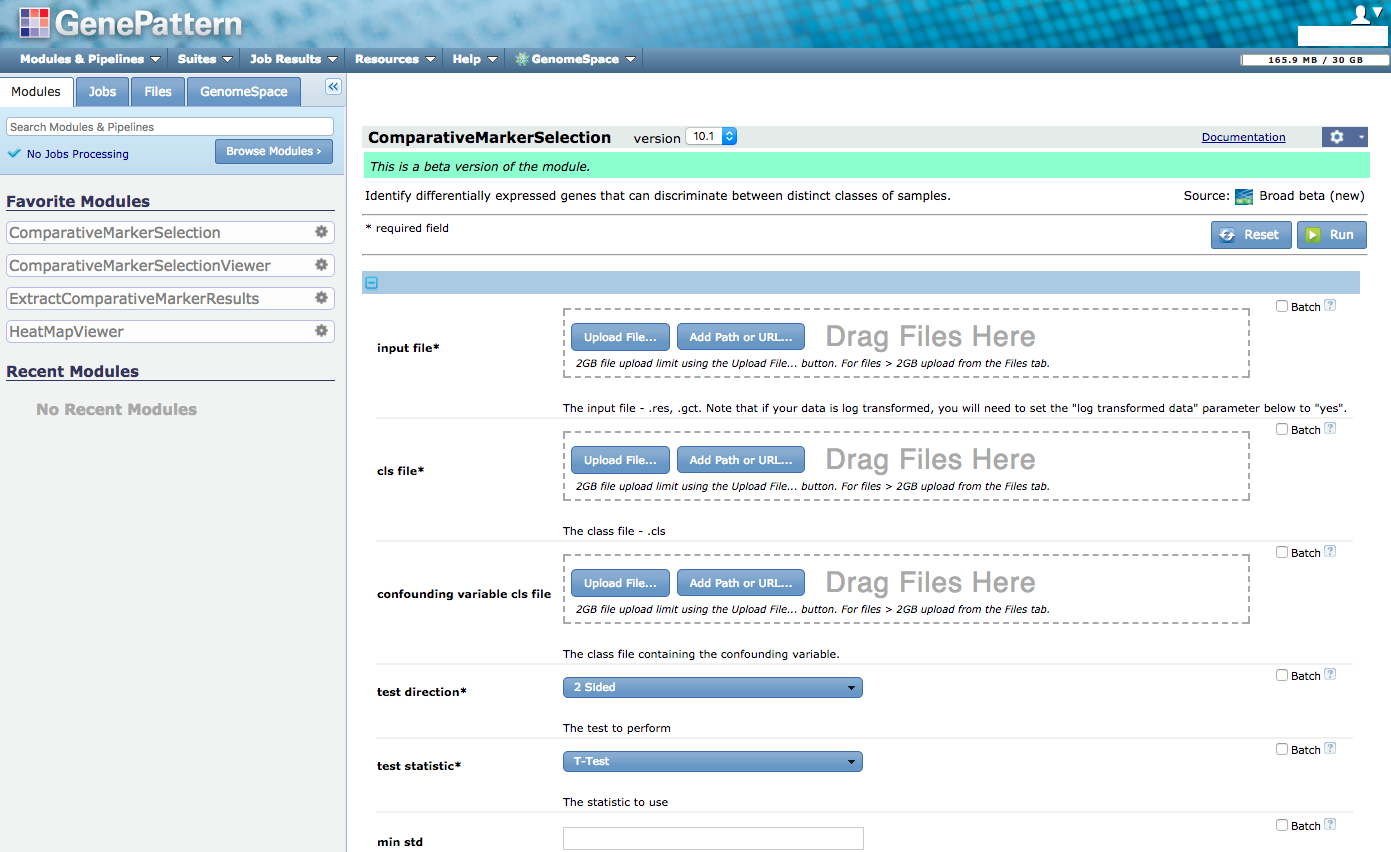 GenePattern
Modules & Pipelines Suites Job Results Resources Help GenomeSpace
165.9 MB / 30 GB
Modules Jobs Files GenomeSpace
Search Modules & Pipelines
No Jobs Processing
Browse Modules ›
Favorite Modules
ComparativeMarkerSelection
ComparativeMarkerSelectionViewer
ExtractComparativeMarkerResults
HeatMapViewer
Recent Modules
No Recent Modules
ComparativeMarkerSelection version 10.1 Documentation
This is a beta version of the module.
Identify differentially expressed genes that can discriminate between distinct classes of samples. Source: Broad beta (new)
* required field
Reset Run
Batch ?
input file*
Upload File... Add Path or URL... Drag Files Here
2GB file upload limit using the Upload File... button. For files > 2GB upload from the Files tab.
The input file - .res, .gct. Note that if your data is log transformed, you will need to set the "log transformed data" parameter below to "yes".
Batch ?
cls file*
Upload File... Add Path or URL... Drag Files Here
2GB file upload limit using the Upload File... button. For files > 2GB upload from the Files tab.
The class file - .cls
Batch ?
confounding variable cls file
Upload File... Add Path or URL... Drag Files Here
2GB file upload limit using the Upload File... button. For files > 2GB upload from the Files tab.
The class file containing the confounding variable.
Batch ?
test direction*
2 Sided
The test to perform
Batch ?
test statistic*
T-Test
The statistic to use
Batch ?
min std